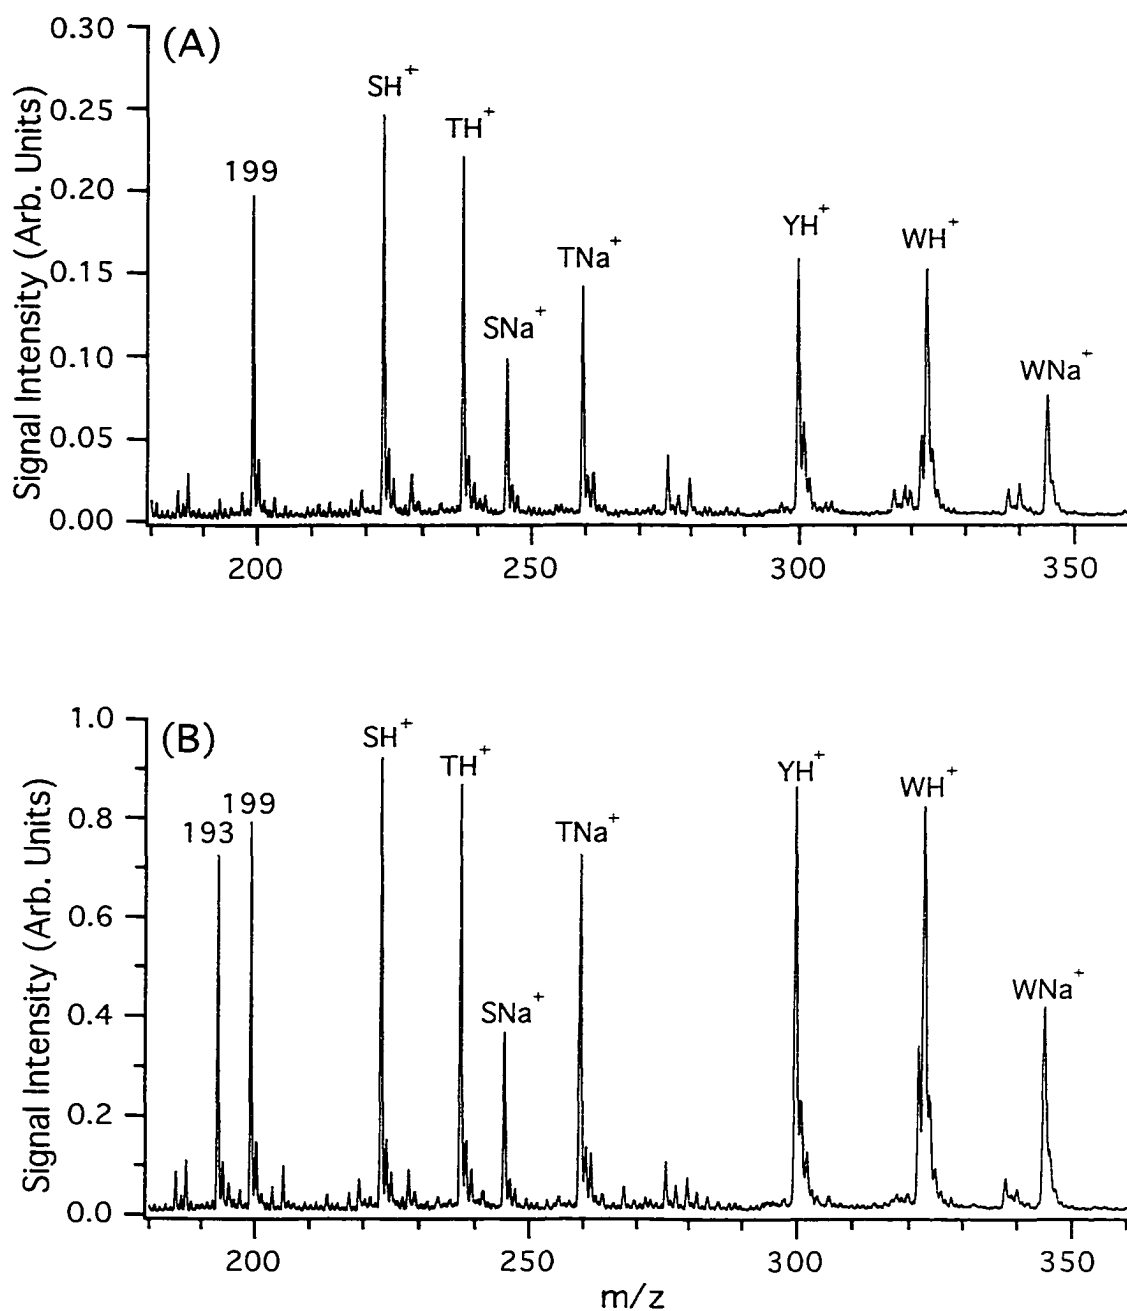 (A)
0.30
0.25
0.20
0.15
0.10
0.05
0.00
Signal Intensity (Arb. Units)
199
SH+
TH+
SNa+
TNa+
YH+
WH+
WNa+
200 250 300 350
(B)
1.0
0.8
0.6
0.4
0.2
0.0
Signal Intensity (Arb. Units)
193
199
SH+
TH+
SNa+
TNa+
YH+
WH+
WNa+
200 250 300 350
m/z